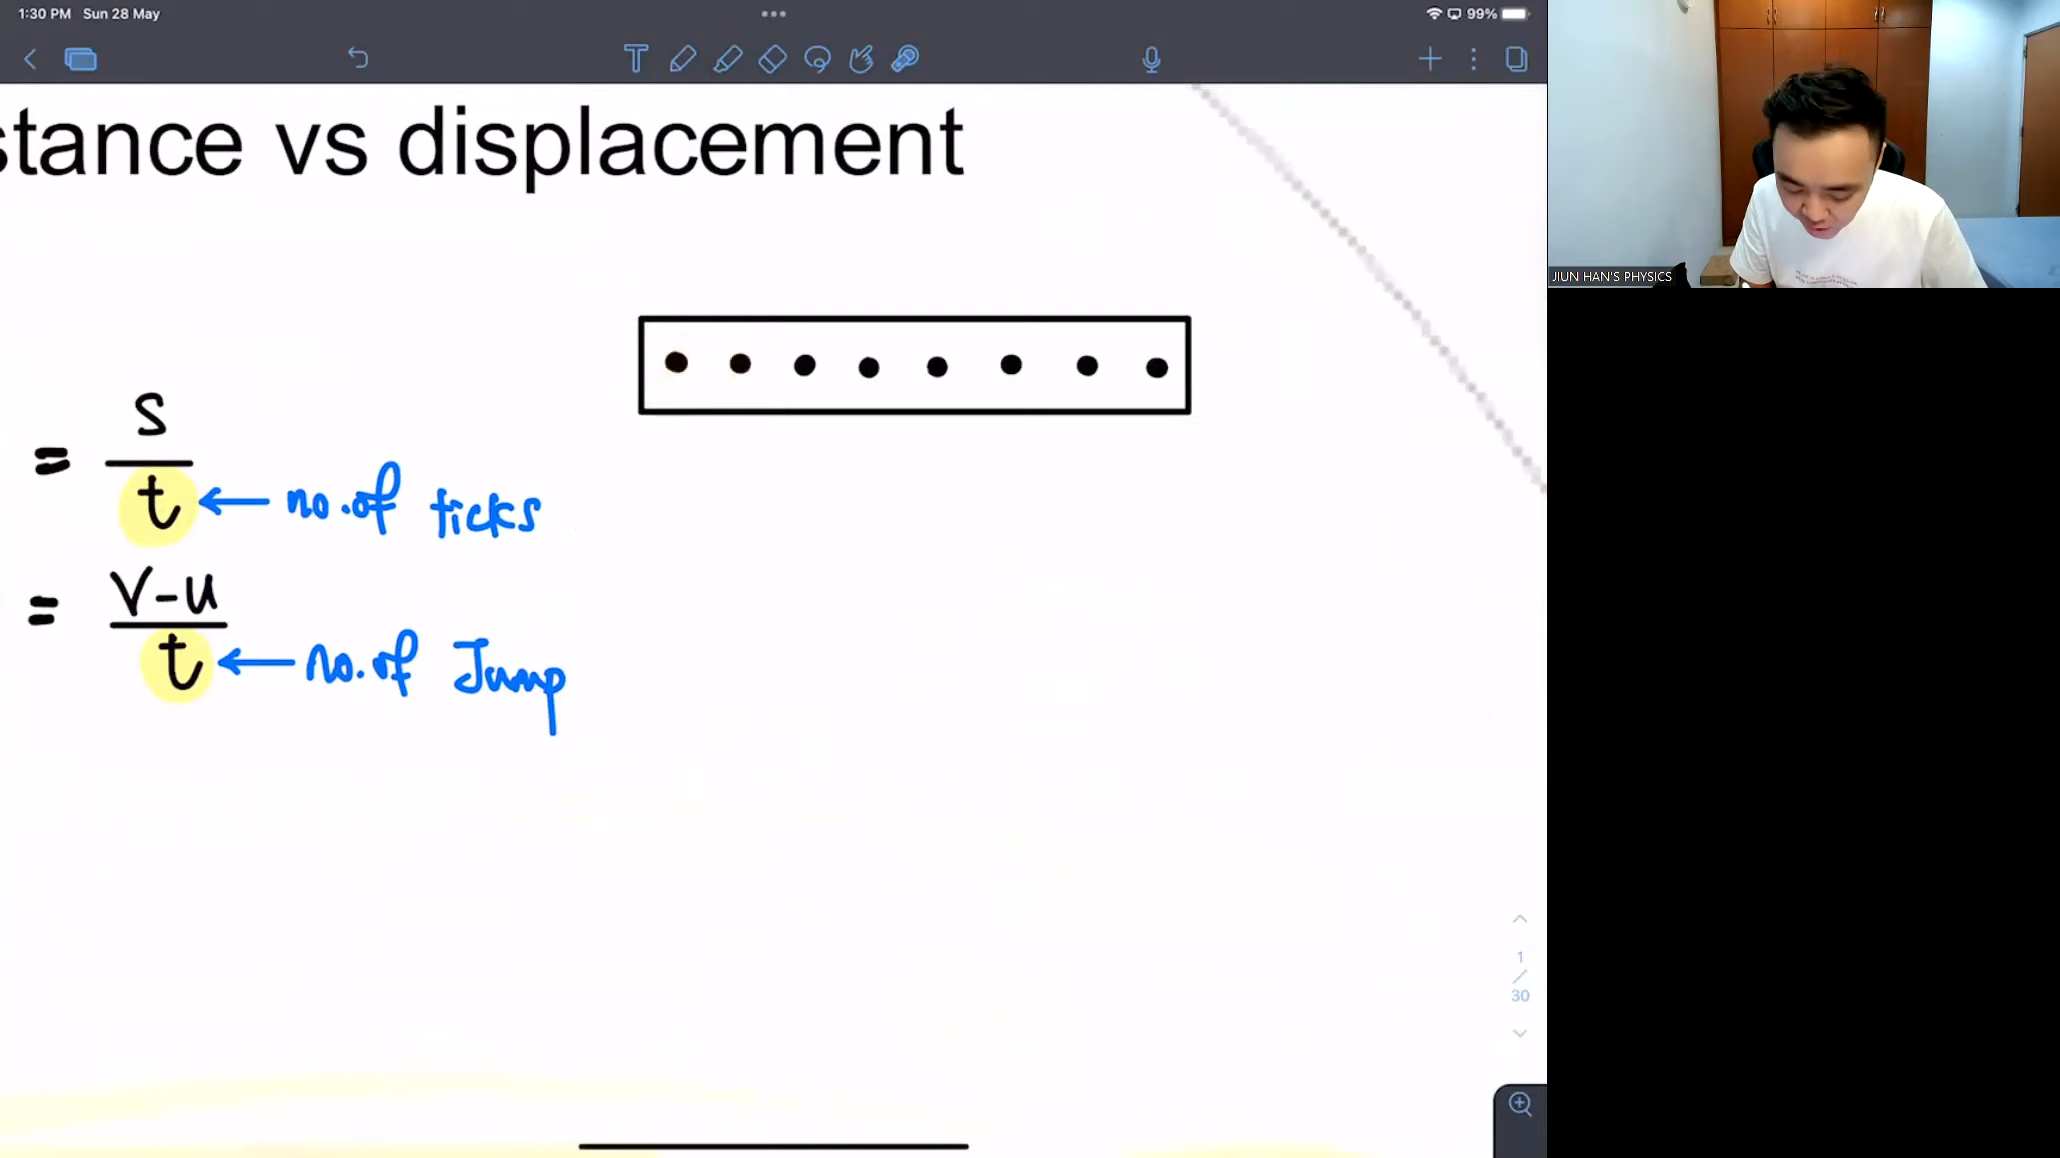 1:30 PM Sun 28 May
99%
stance vs displacement
= s
t ← no. of ticks
= v-u
t ← no. of Jump
1
/
30
JIUN HAN'S PHYSICS